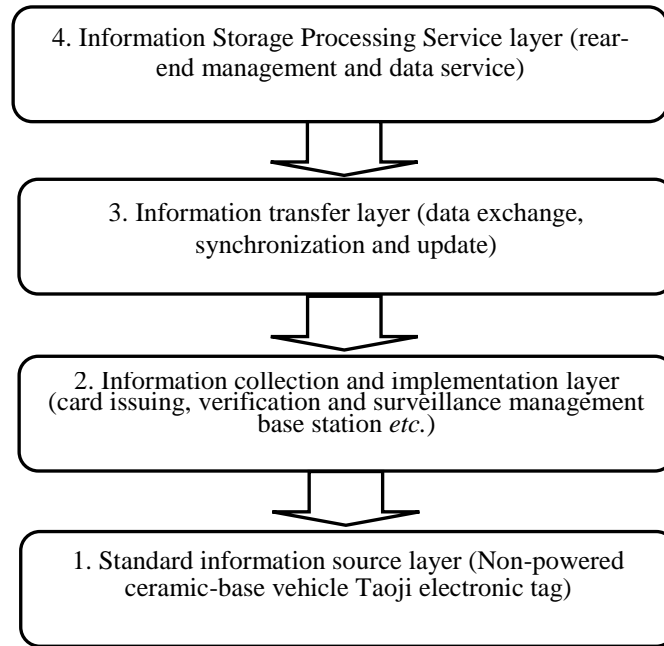 4. Information Storage Processing Service layer (rear-
end management and data service)
3. Information transfer layer (data exchange,
synchronization and update)
2. Information collection and implementation layer
(card issuing, verification and surveillance management
base station etc.)
1. Standard information source layer (Non-powered
ceramic-base vehicle Taoji electronic tag)